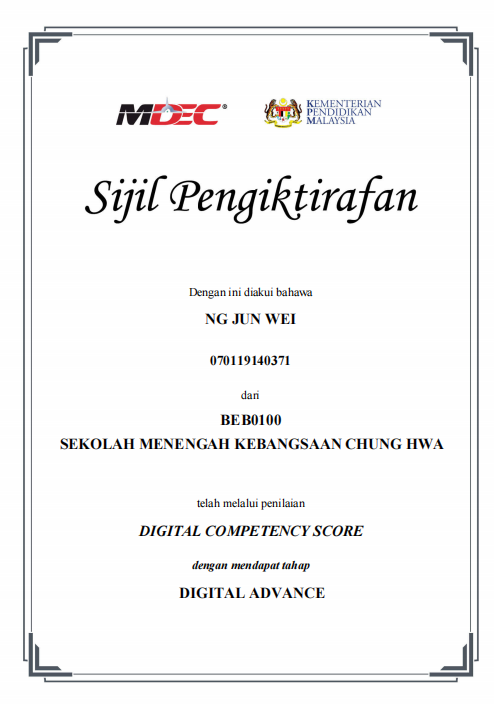 MDEC®
KEMENTERIAN
PENDIDIKAN
MALAYSIA
Sijil Pengiktirafan
Dengan ini diakui bahawa
NG JUN WEI
070119140371
dari
BEB0100
SEKOLAH MENENGAH KEBANGSAAN CHUNG HWA
telah melalui penilaian
DIGITAL COMPETENCY SCORE
dengan mendapat tahap
DIGITAL ADVANCE